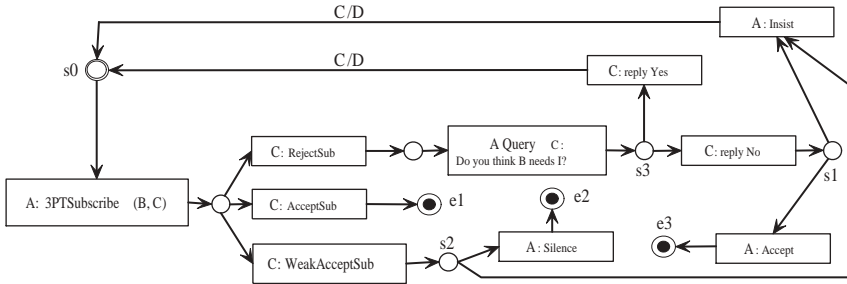 C/D
A: Insist
s0
C/D
C: reply Yes
C: RejectSub
A Query C:
Do you think B needs I?
s3
C: reply No
s1
A: 3PTSubscribe (B, C)
C: AcceptSub
e1
e2
e3
C: WeakAcceptSub
s2
A: Silence
A: Accept